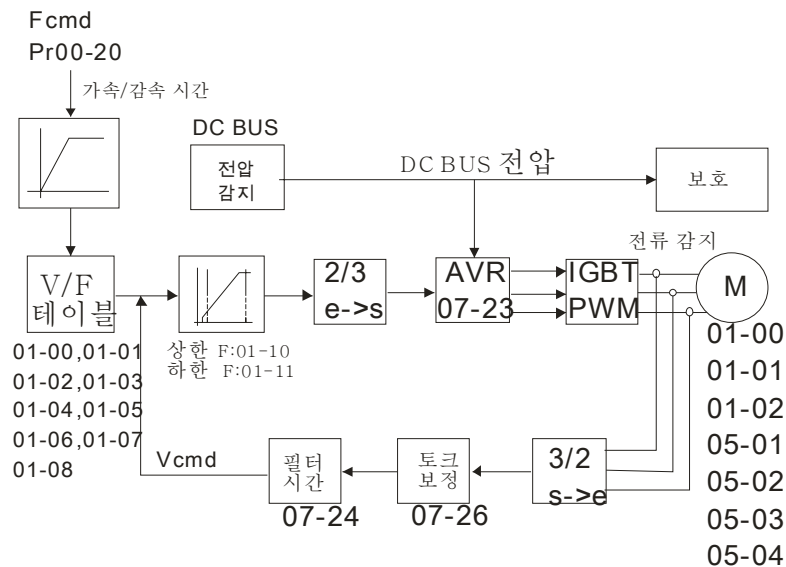 Fcmd
Pr00-20
가속/감속 시간
DC BUS
전압
감지
DC BUS 전압
보호
전류 감지
V/F
테이블
2/3
e->s
AVR
07-23
IGBT
PWM
M
01-00,01-01
01-02,01-03
01-04,01-05
01-06,01-07
01-08
상한 F:01-10
하한 F:01-11
01-00
01-01
01-02
05-01
05-02
05-03
05-04
Vcmd
필터
시간
07-24
토크
보정
07-26
3/2
s->e